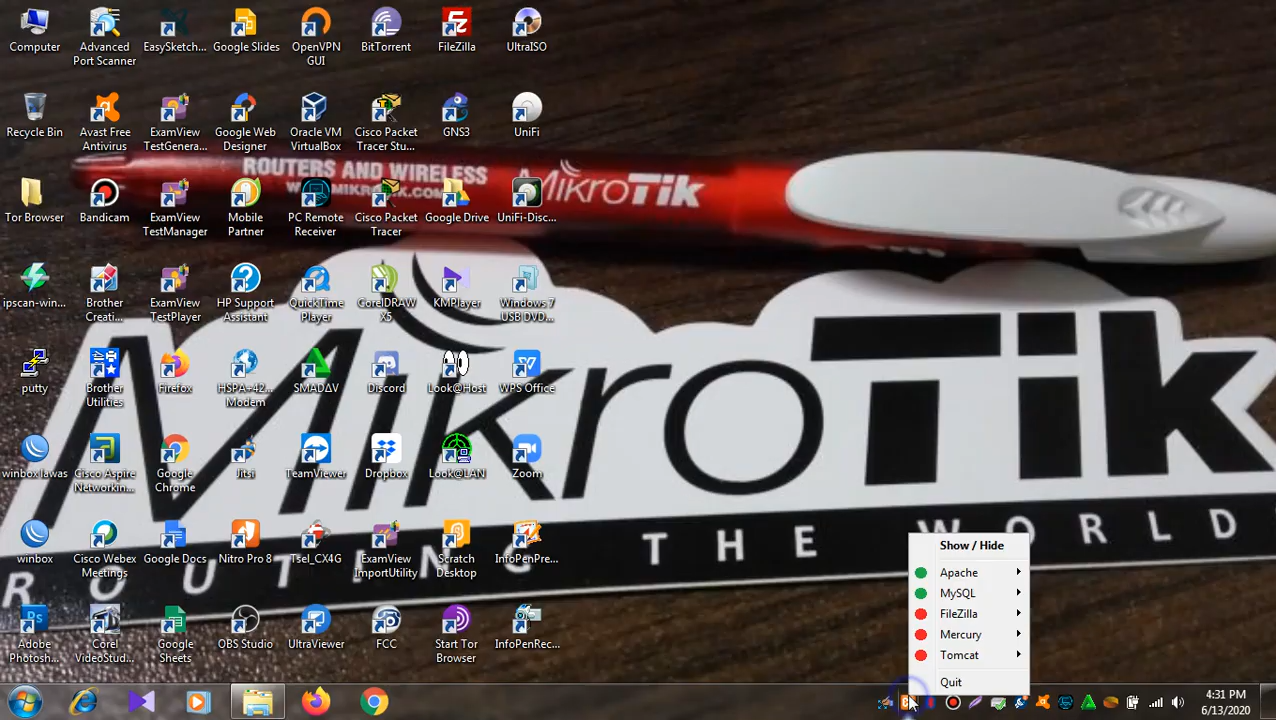 Computer
Advanced
Port Scanner
EasySketch...
Google Slides
OpenVPN
GUI
BitTorrent
FileZilla
UltraISO
Recycle Bin
Avast Free
Antivirus
ExamView
TestGenera...
Google Web
Designer
Oracle VM
VirtualBox
Cisco Packet
Tracer Stu...
GNS3
UniFi
ROUTERS AND WIRELESS
MikroTik
Tor Browser
Bandicam
ExamView
TestManager
Mobile
Partner
PC Remote
Receiver
Cisco Packet
Tracer
Google Drive
UniFi-Disc...
ipscan-win...
Brother
Creati...
ExamView
TestPlayer
HP Support
Assistant
QuickTime
Player
CorelDRAW
X5
KMPlayer
Windows 7
USB DVD...
MikroTik
putty
Brother
Utilities
Firefox
HSPA+42...
Modem
SMADΔV
Discord
Look@Host
WPS Office
winbox lawas
Cisco Aspire
Networkin...
Google
Chrome
Jitsi
TeamViewer
Dropbox
Look@LAN
Zoom
winbox
Cisco Webex
Meetings
Google Docs
Nitro Pro 8
Tsel_CX4G
ExamView
ImportUtility
Scratch
Desktop
InfoPenPre...
ROUTING THE WORLD
Adobe
Photosh...
Corel
VideoStud...
Google
Sheets
OBS Studio
UltraViewer
FCC
Start Tor
Browser
InfoPenRec...
Show / Hide
Apache
MySQL
FileZilla
Mercury
Tomcat
Quit
4:31 PM
6/13/2020